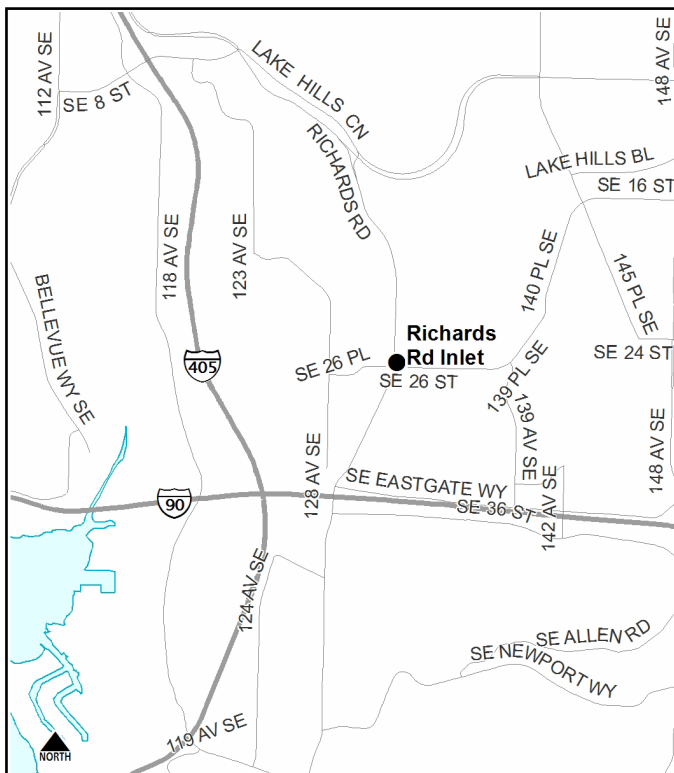 112 AV SE
SE 8 ST
LAKE HILLS CN
148 AV SE
RICHARDS RD
LAKE HILLS BL
SE 16 ST
118 AV SE
123 AV SE
140 PL SE
145 PL SE
BELLEVUE WY SE
Richards
Rd Inlet
405
SE 26 PL
SE 26 ST
139 PL SE
SE 24 ST
139 AV SE
128 AV SE
SE EASTGATE WY
148 AV SE
90
SE 36 ST
142 AV SE
124 AV SE
SE ALLEN RD
SE NEWPORT WY
119 AV SE
NORTH